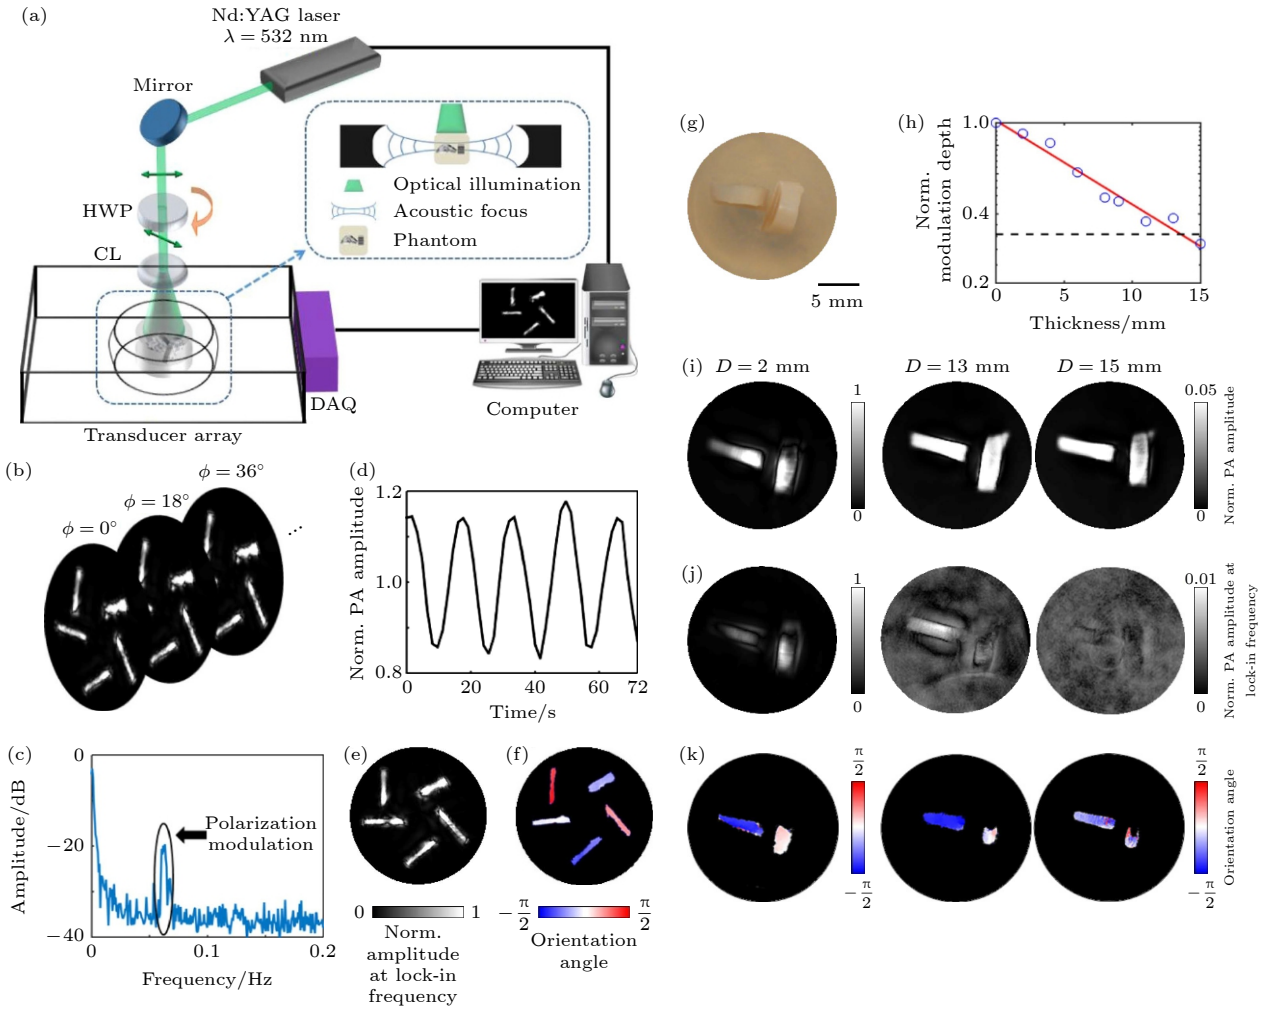 (a)
Nd:YAG laser
λ = 532 nm
Mirror
HWP
CL
Optical illumination
Acoustic focus
Phantom
DAQ
Computer
Transducer array
(b)
ϕ = 0°
ϕ = 18°
ϕ = 36°
...
(d)
Norm. PA amplitude
1.2
1.0
0.8
0 20 40 60 72
Time/s
(c)
Amplitude/dB
0
−20
−40
0 0.1 0.2
Frequency/Hz
Polarization
modulation
(e)
0 1
Norm.
amplitude
at lock-in
frequency
(f)
−π/2 π/2
Orientation
angle
(g)
5 mm
(h)
Norm.
modulation depth
1.0
0.4
0.2
0 5 10 15
Thickness/mm
(i)
D = 2 mm
D = 13 mm
D = 15 mm
1
0
0.05
0
Norm. PA amplitude
(j)
1
0
0.01
0
Norm. PA amplitude at
lock-in frequency
(k)
π/2
−π/2
π/2
−π/2
Orientation angle